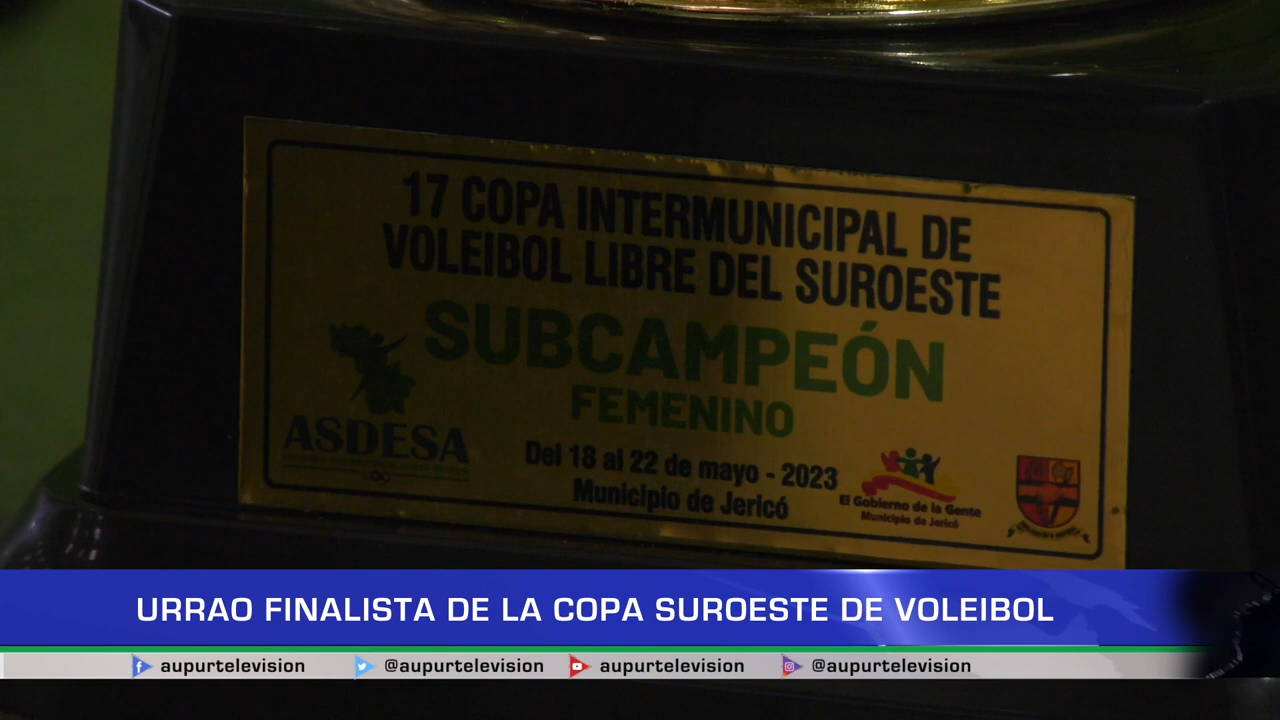 17 COPA INTERMUNICIPAL DE
VOLEIBOL LIBRE DEL SUROESTE
SUBCAMPEÓN
FEMENINO
ASDESA
Del 18 al 22 de mayo - 2023
Municipio de Jericó
El Gobierno de la Gente
Municipio de Jericó
URRAO FINALISTA DE LA COPA SUROESTE DE VOLEIBOL
aupurtelevision @aupurtelevision aupurtelevision @aupurtelevision